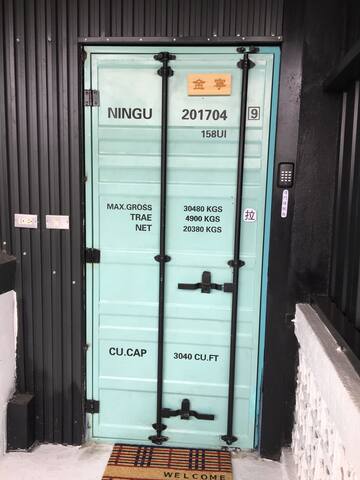 金寧
NINGU 201704 9
158UI
MAX.GROSS 30480 KGS
TRAE 4900 KGS
NET 20380 KGS
拉
CU.CAP 3040 CU.FT
WELCOME